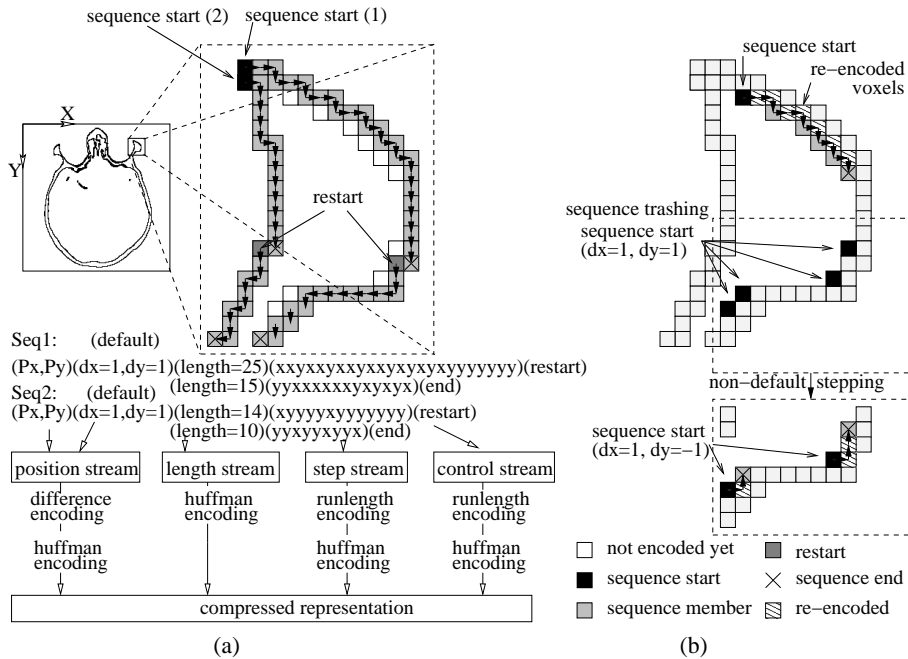 sequence start (1)
sequence start (2)
X
Y
restart
Seq1: (default)
(Px,Py)(dx=1,dy=1)(length=25)(xxyxxyxxyxxyxyxyxyyyyyyy)(restart)
(length=15)(yyxxxxxxyxyxyx)(end)
Seq2: (default)
(Px,Py)(dx=1,dy=1)(length=14)(xyyyyxyyyyyyy)(restart)
(length=10)(yyxyyxyyx)(end)
position stream
length stream
step stream
control stream
difference encoding
huffman encoding
runlength encoding
runlength encoding
huffman encoding
huffman encoding
huffman encoding
compressed representation
(a)
sequence start
re-encoded
voxels
sequence trashing
sequence start
(dx=1, dy=1)
non-default stepping
sequence start
(dx=1, dy=-1)
not encoded yet
restart
sequence start
sequence end
sequence member
re-encoded
(b)